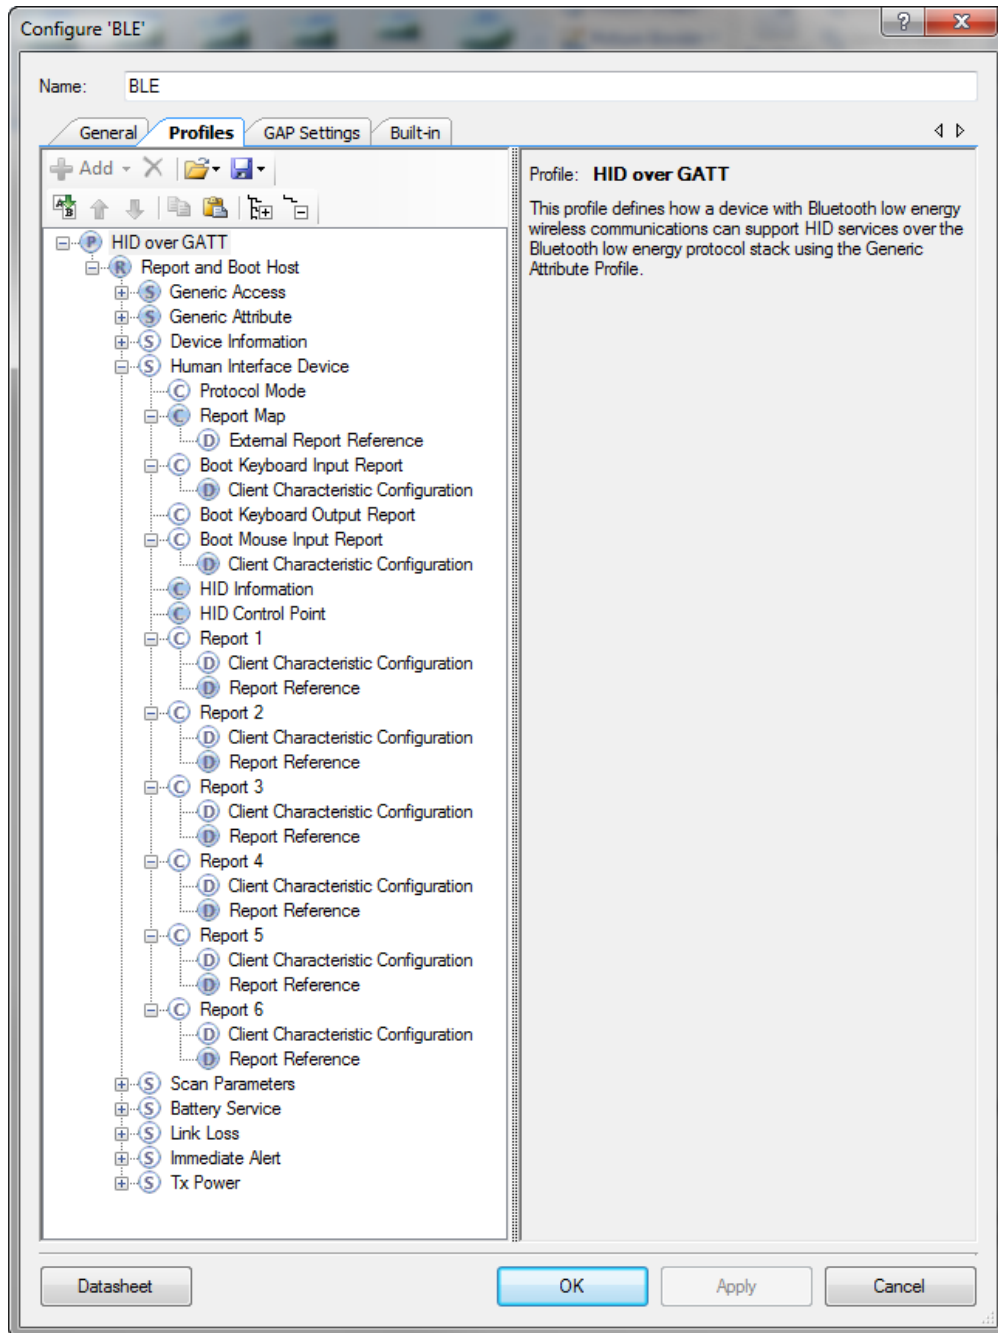 Configure 'BLE'
Name: BLE
General Profiles GAP Settings Built-in
Add
HID over GATT
Report and Boot Host
Generic Access
Generic Attribute
Device Information
Human Interface Device
Protocol Mode
Report Map
External Report Reference
Boot Keyboard Input Report
Client Characteristic Configuration
Boot Keyboard Output Report
Boot Mouse Input Report
Client Characteristic Configuration
HID Information
HID Control Point
Report 1
Client Characteristic Configuration
Report Reference
Report 2
Client Characteristic Configuration
Report Reference
Report 3
Client Characteristic Configuration
Report Reference
Report 4
Client Characteristic Configuration
Report Reference
Report 5
Client Characteristic Configuration
Report Reference
Report 6
Client Characteristic Configuration
Report Reference
Scan Parameters
Battery Service
Link Loss
Immediate Alert
Tx Power
Profile: HID over GATT
This profile defines how a device with Bluetooth low energy
wireless communications can support HID services over the
Bluetooth low energy protocol stack using the Generic
Attribute Profile.
Datasheet OK Apply Cancel